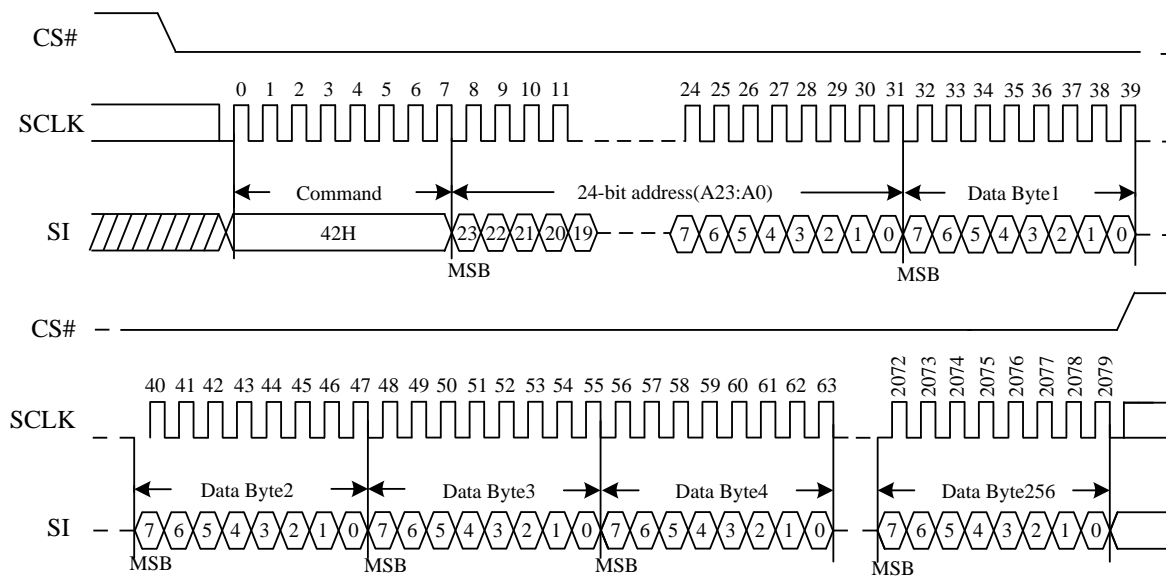 CS#
0 1 2 3 4 5 6 7 8 9 10 11 24 25 26 27 28 29 30 31 32 33 34 35 36 37 38 39
SCLK
Command 24-bit address(A23:A0) Data Byte1
SI 42H 23 22 21 20 19 7 6 5 4 3 2 1 0 7 6 5 4 3 2 1 0
MSB MSB
CS#
40 41 42 43 44 45 46 47 48 49 50 51 52 53 54 55 56 57 58 59 60 61 62 63 2072 2073 2074 2075 2076 2077 2078 2079
SCLK
Data Byte2 Data Byte3 Data Byte4 Data Byte256
SI 7 6 5 4 3 2 1 0 7 6 5 4 3 2 1 0 7 6 5 4 3 2 1 0 7 6 5 4 3 2 1 0
MSB MSB MSB MSB